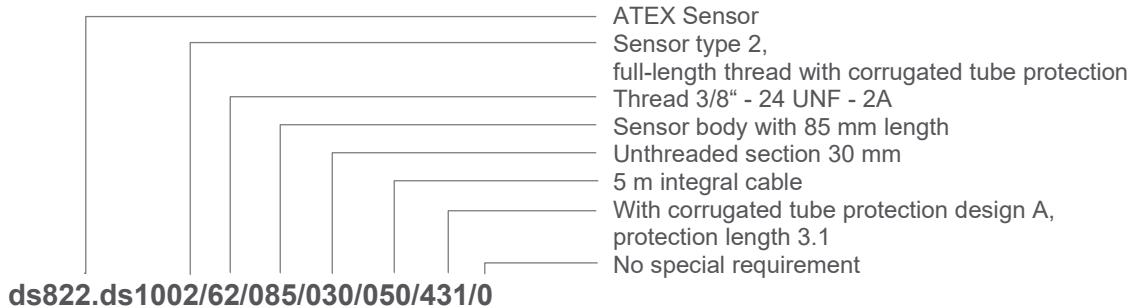 ATEX Sensor
Sensor type 2,
full-length thread with corrugated tube protection
Thread 3/8“ - 24 UNF - 2A
Sensor body with 85 mm length
Unthreaded section 30 mm
5 m integral cable
With corrugated tube protection design A,
protection length 3.1
No special requirement
ds822.ds1002/62/085/030/050/431/0